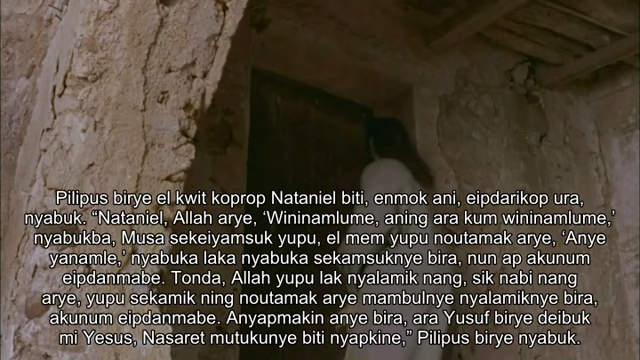 Pilipus birye el kwit koprop Nataniel biti, enmok ani, eipdarikop ura,
nyabuk. “Nataniel, Allah arye, ‘Wininamlume, aning ara kum wininamlume,’
nyabukba, Musa sekeiyamsuk yupu, el mem yupu noutamak arye, ‘Anye
yanamle,’ nyabuka laka nyabuka sekamsuknye bira, nun ap akunum
eipdanmabe. Tonda, Allah yupu lak nyalamik nang, sik nabi nang
arye, yupu sekamik ning noutamak arye mambulnye nyalamiknye bira,
akunum eipdanmabe. Anyapmakin anye bira, ara Yusuf birye deibuk
mi Yesus, Nasaret mutukunye biti nyapkine,” Pilipus birye nyabuk.